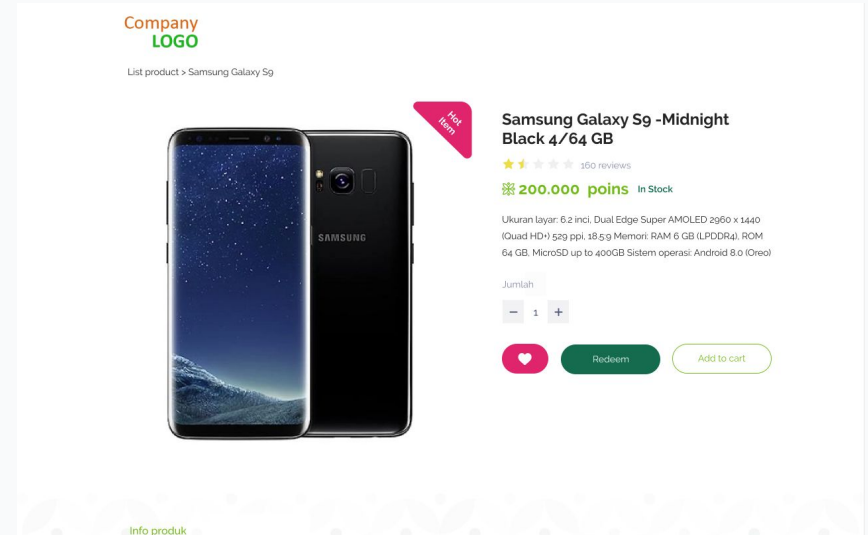 Company
LOGO
List product > Samsung Galaxy S9
Hot
Item
SAMSUNG
Samsung Galaxy S9 -Midnight
Black 4/64 GB
160 reviews
200.000 poins In Stock
Ukuran layar: 6.2 inci, Dual Edge Super AMOLED 2960 x 1440
(Quad HD+) 529 ppi, 18.5:9 Memori: RAM 6 GB (LPDDR4), ROM
64 GB, MicroSD up to 400GB Sistem operasi: Android 8.0 (Oreo)
Jumlah
− 1 +
Redeem Add to cart
Info produk